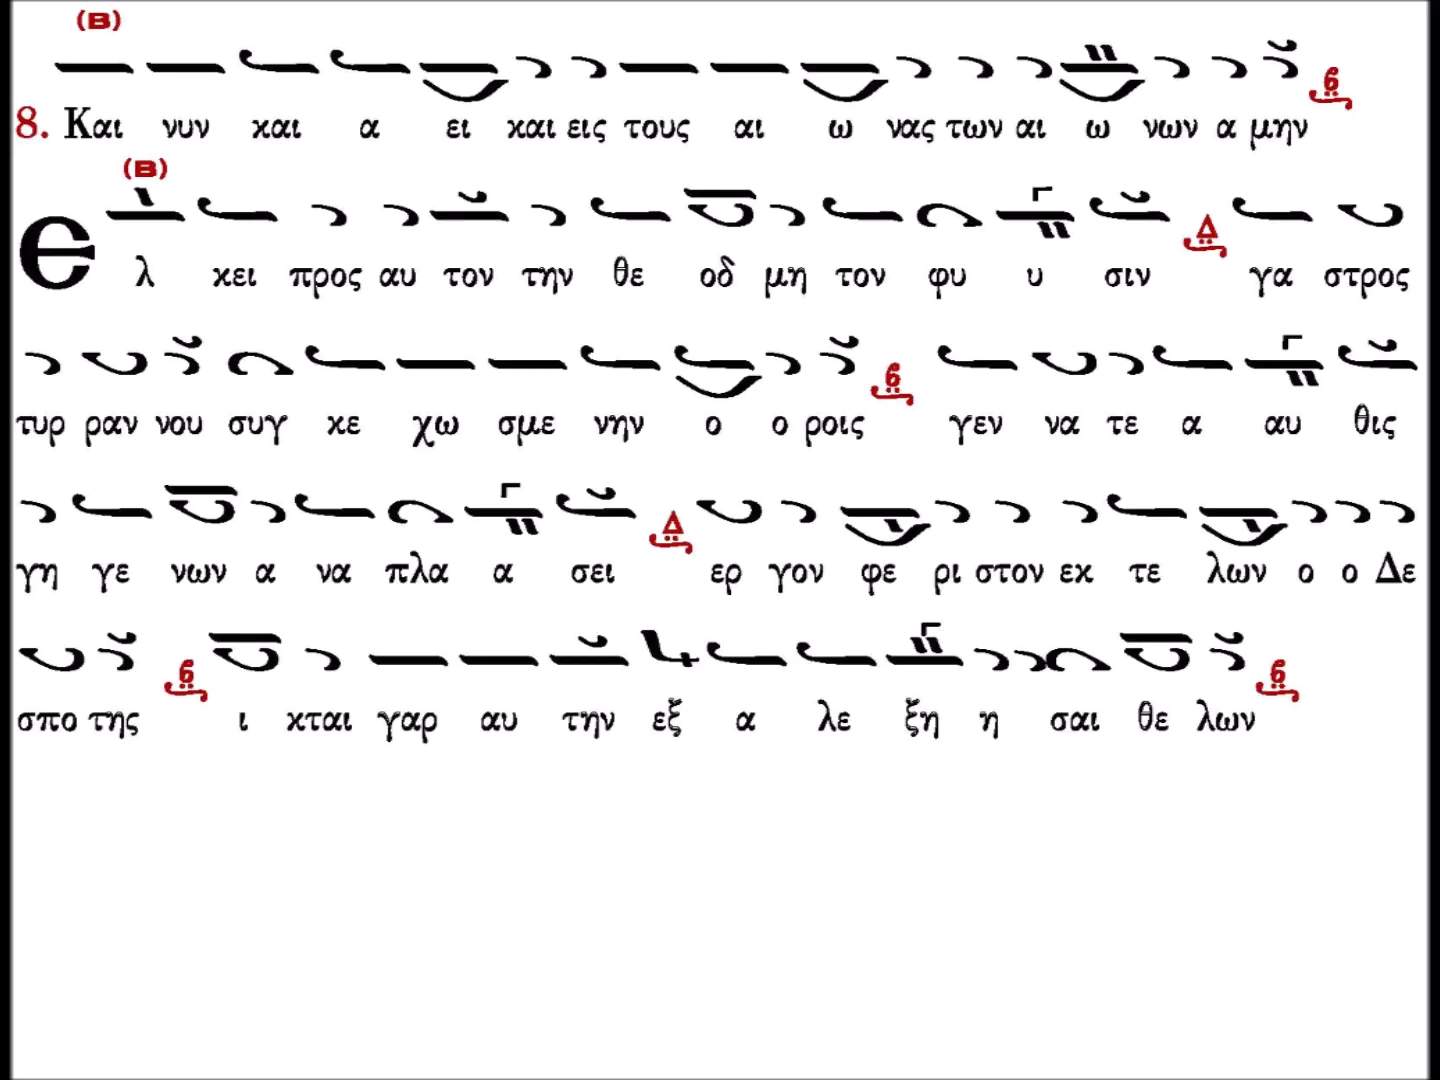 (B)
8. Και νυν και α ει και εις τους αι ω νας των αι ω νων α μην
(B)
ε λ κει προς αυ τον την θε οδ μη τον φυ υ σιν Δ γα στρος
τυρ ραν νου συγ κε χω σμε νην ο ο ροις γεν να τε α αυ θις
γη γε νων α να πλα α σει Δ ερ γον φε ρι στον εκ τε λων ο ο Δε
σπο της ι κται γαρ αυ την εξ α λε ξη η σαι θε λων